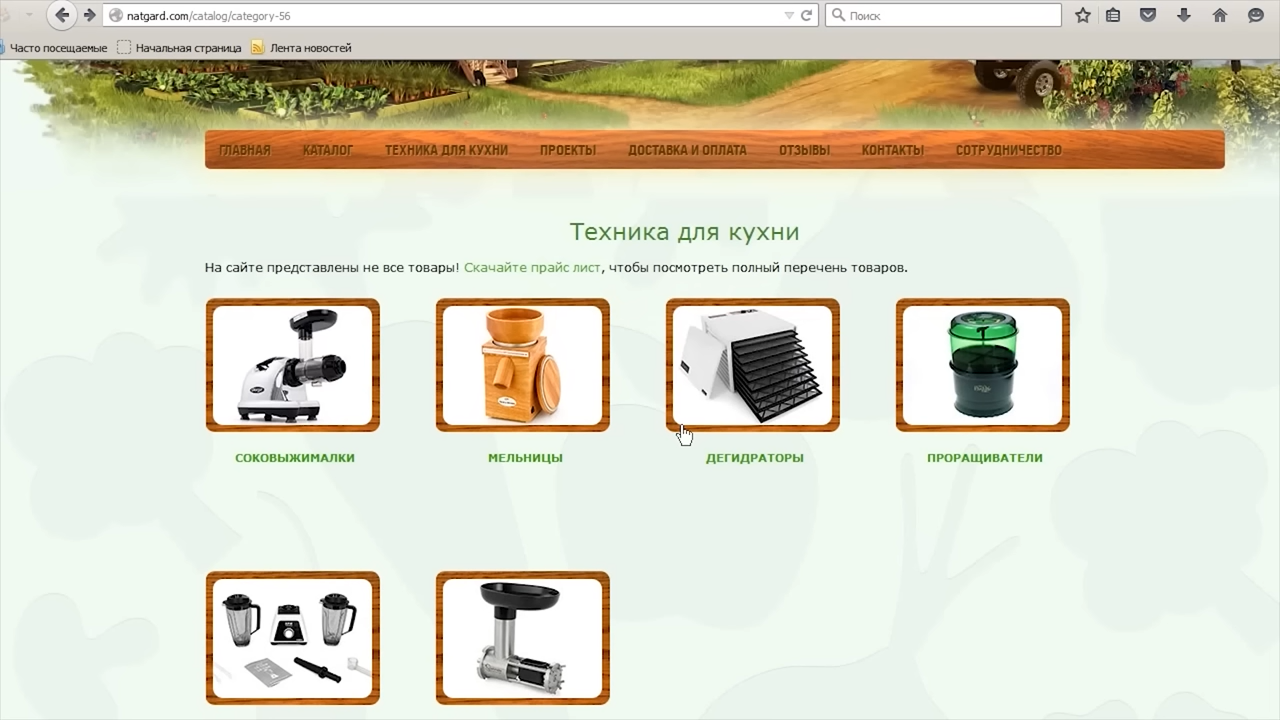 natgard.com/catalog/category-56
Поиск
Часто посещаемые
Начальная страница
Лента новостей
ГЛАВНАЯ
КАТАЛОГ
ТЕХНИКА ДЛЯ КУХНИ
ПРОЕКТЫ
ДОСТАВКА И ОПЛАТА
ОТЗЫВЫ
КОНТАКТЫ
СОТРУДНИЧЕСТВО
Техника для кухни
На сайте представлены не все товары! Скачайте прайс лист, чтобы посмотреть полный перечень товаров.
СОКОВЫЖИМАЛКИ
МЕЛЬНИЦЫ
ДЕГИДРАТОРЫ
ПРОРАЩИВАТЕЛИ